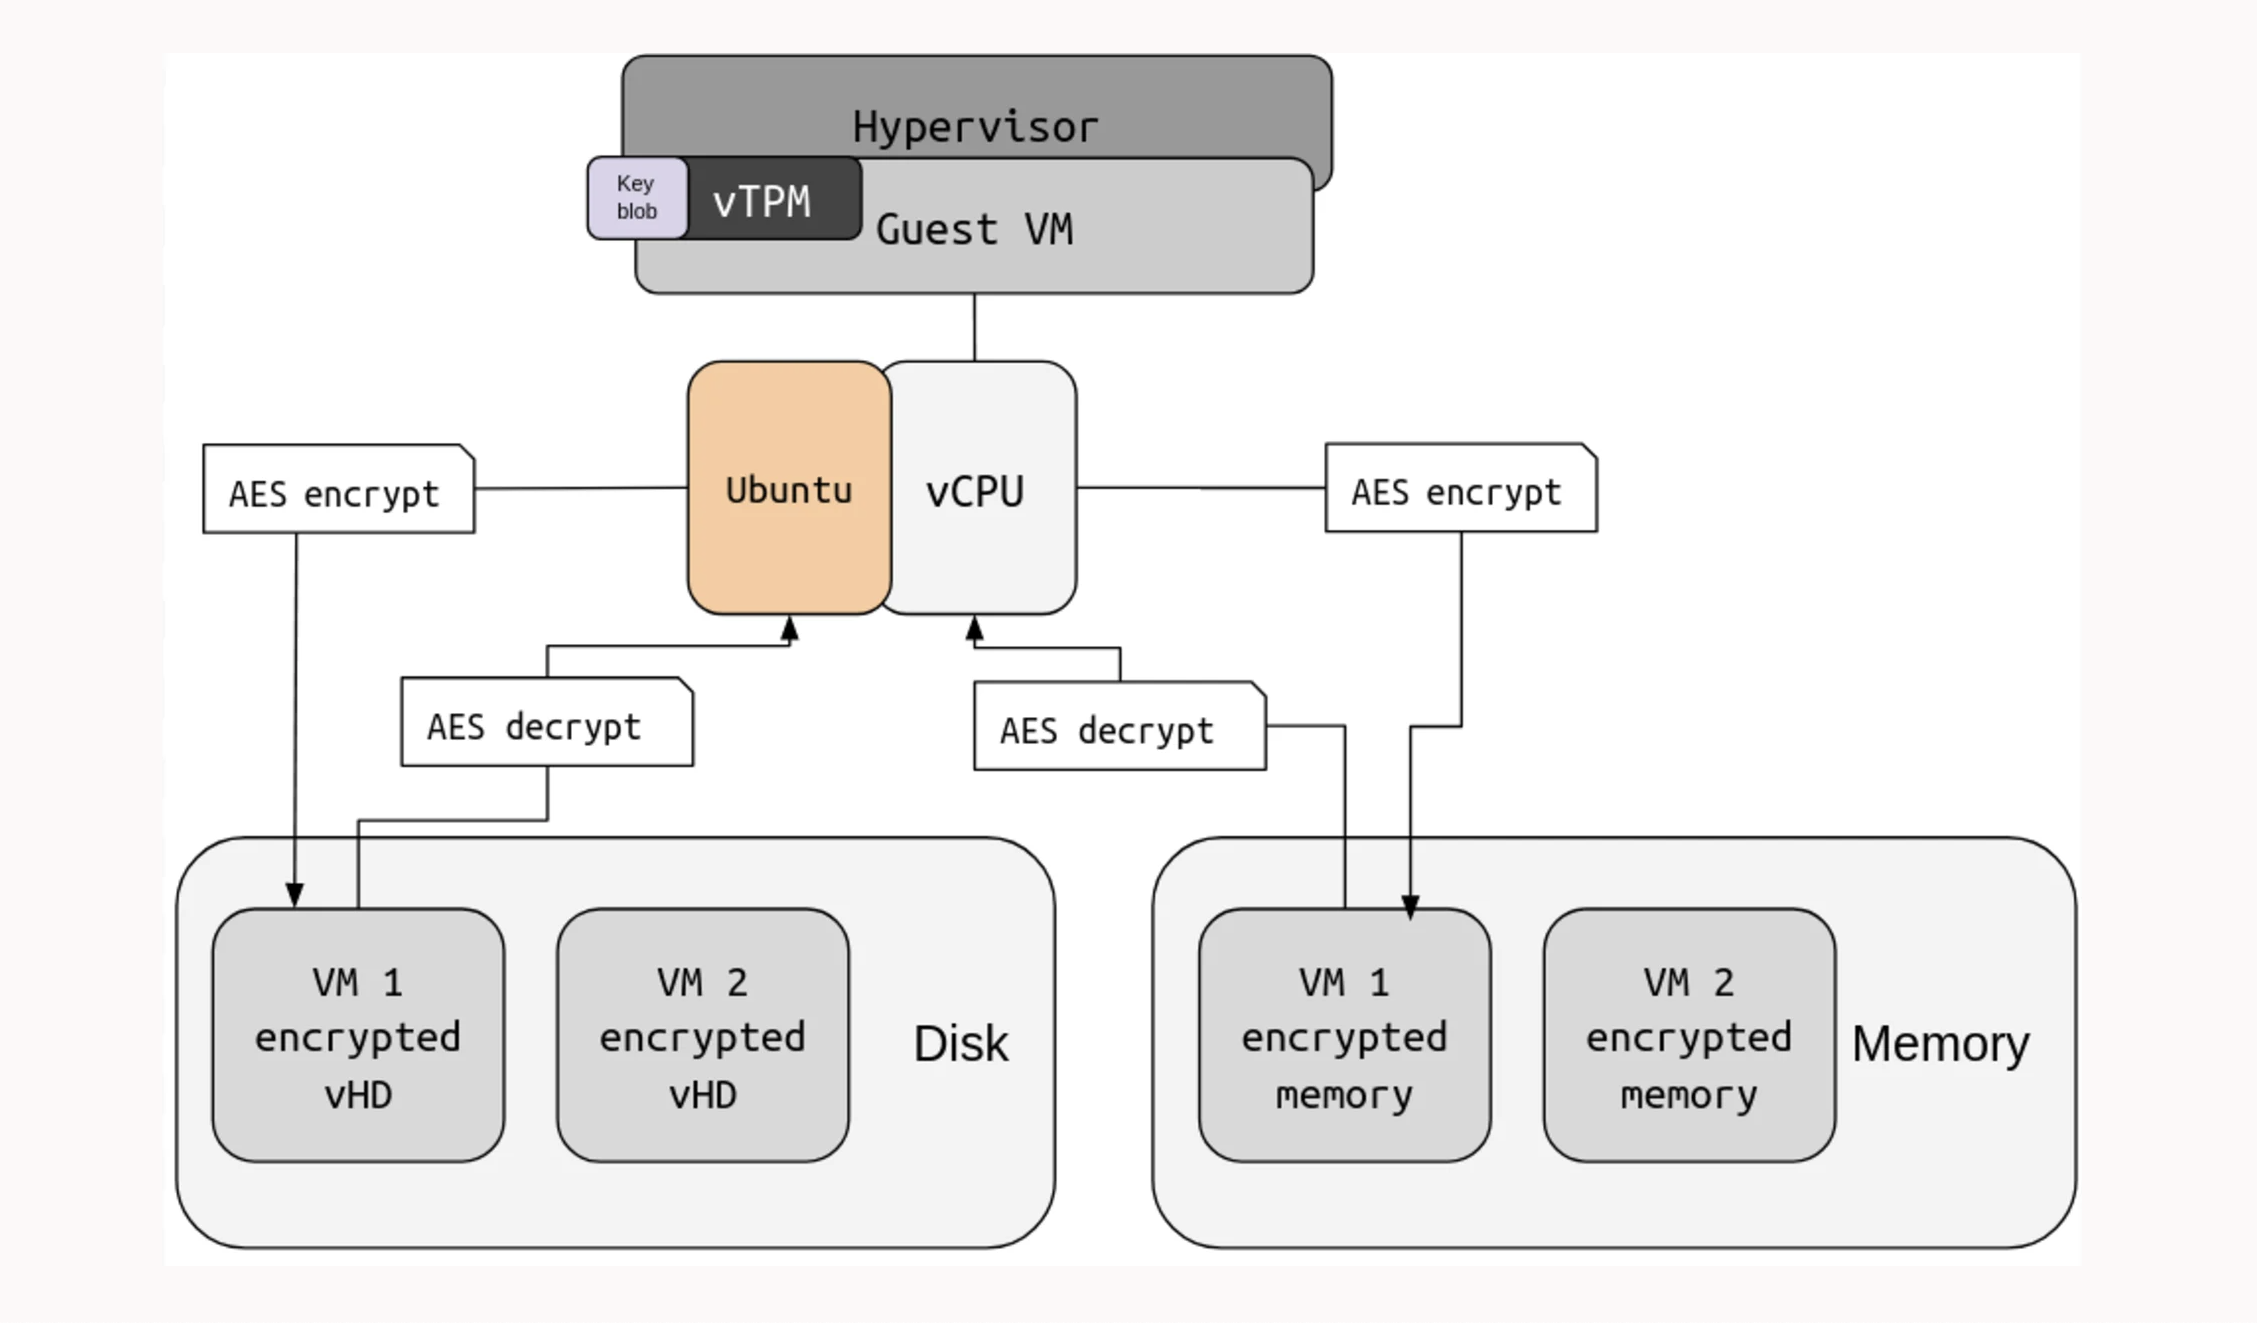 Hypervisor
Key
blob
vTPM
Guest VM
Ubuntu
vCPU
AES encrypt
AES encrypt
AES decrypt
AES decrypt
VM 1
encrypted
vHD
VM 2
encrypted
vHD
Disk
VM 1
encrypted
memory
VM 2
encrypted
memory
Memory